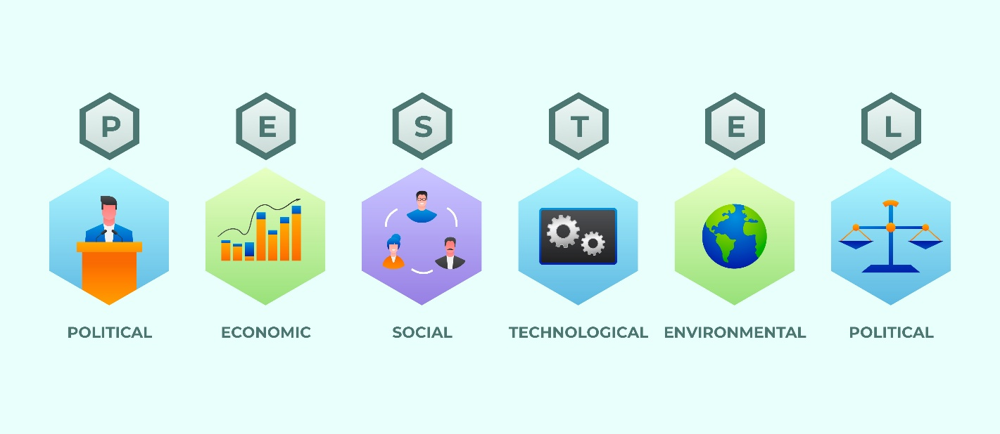 P E S T E L
POLITICAL ECONOMIC SOCIAL TECHNOLOGICAL ENVIRONMENTAL POLITICAL